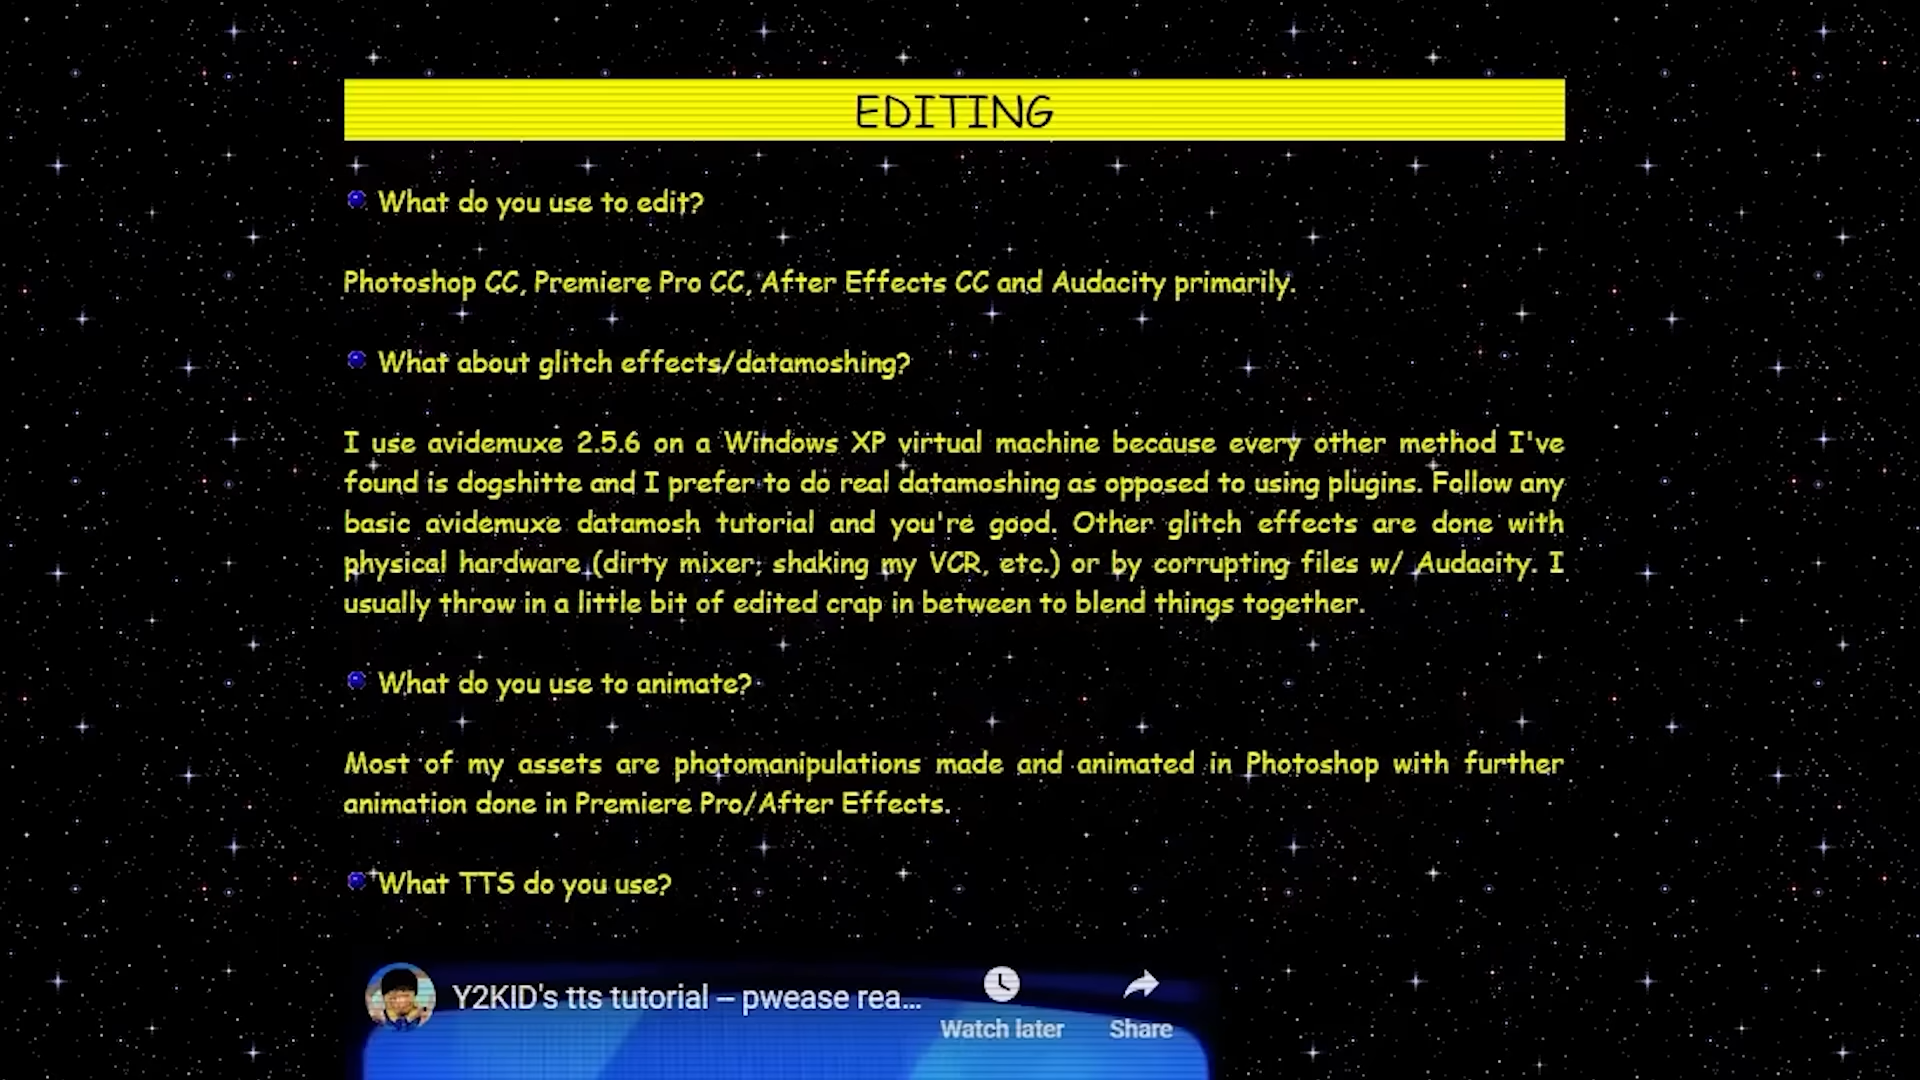 EDITING
What do you use to edit?
Photoshop CC, Premiere Pro CC, After Effects CC and Audacity primarily.
What about glitch effects/datamoshing?
I use avidemuxe 2.5.6 on a Windows XP virtual machine because every other method I've
found is dogshitte and I prefer to do real datamoshing as opposed to using plugins. Follow any
basic avidemuxe datamosh tutorial and you're good. Other glitch effects are done with
physical hardware (dirty mixer, shaking my VCR, etc.) or by corrupting files w/ Audacity. I
usually throw in a little bit of edited crap in between to blend things together.
What do you use to animate?
Most of my assets are photomanipulations made and animated in Photoshop with further
animation done in Premiere Pro/After Effects.
What TTS do you use?
Y2KID's tts tutorial – pwease rea...
Watch later
Share